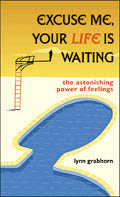 EXCUSE ME,
YOUR LIFE IS
WAITING
the astonishing
power of feelings
lynn grabhorn